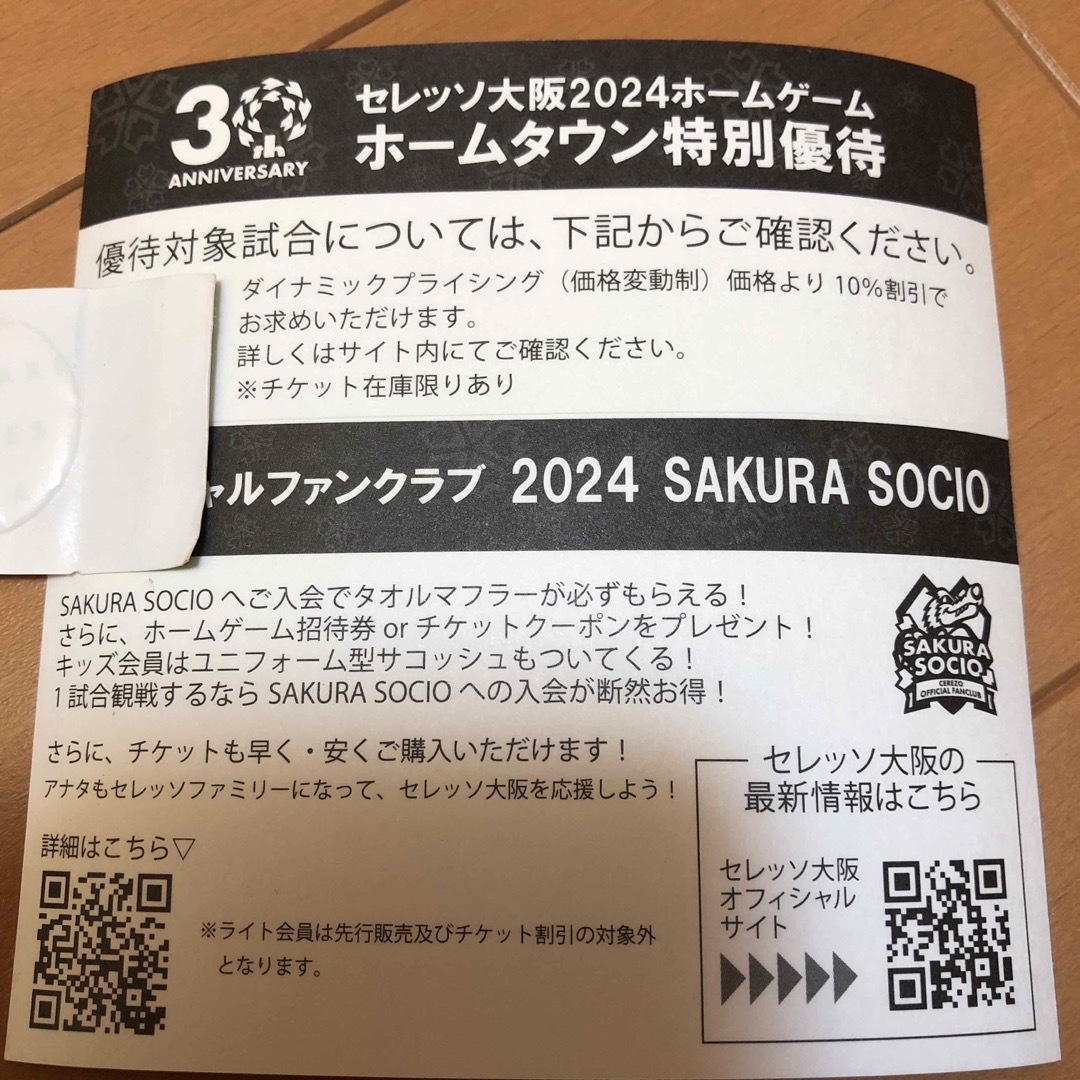 30th
ANNIVERSARY
セレッソ大阪2024ホームゲーム
ホームタウン特別優待
優待対象試合については、下記からご確認ください。
ダイナミックプライシング（価格変動制）価格より10%割引で
お求めいただけます。
詳しくはサイト内にてご確認ください。
※チケット在庫限りあり
ャルファンクラブ 2024 SAKURA SOCIO
SAKURA SOCIO へご入会でタオルマフラーが必ずもらえる！
さらに、ホームゲーム招待券 or チケットクーポンをプレゼント！
キッズ会員はユニフォーム型サコッシュもついてくる！
1試合観戦するなら SAKURA SOCIO への入会が断然お得！
SAKURA
SOCIO
CEREZO
OFFICIAL FANCLUB
さらに、チケットも早く・安くご購入いただけます！
アナタもセレッソファミリーになって、セレッソ大阪を応援しよう！
詳細はこちら▽
※ライト会員は先行販売及びチケット割引の対象外
となります。
セレッソ大阪の
最新情報はこちら
セレッソ大阪
オフィシャル
サイト